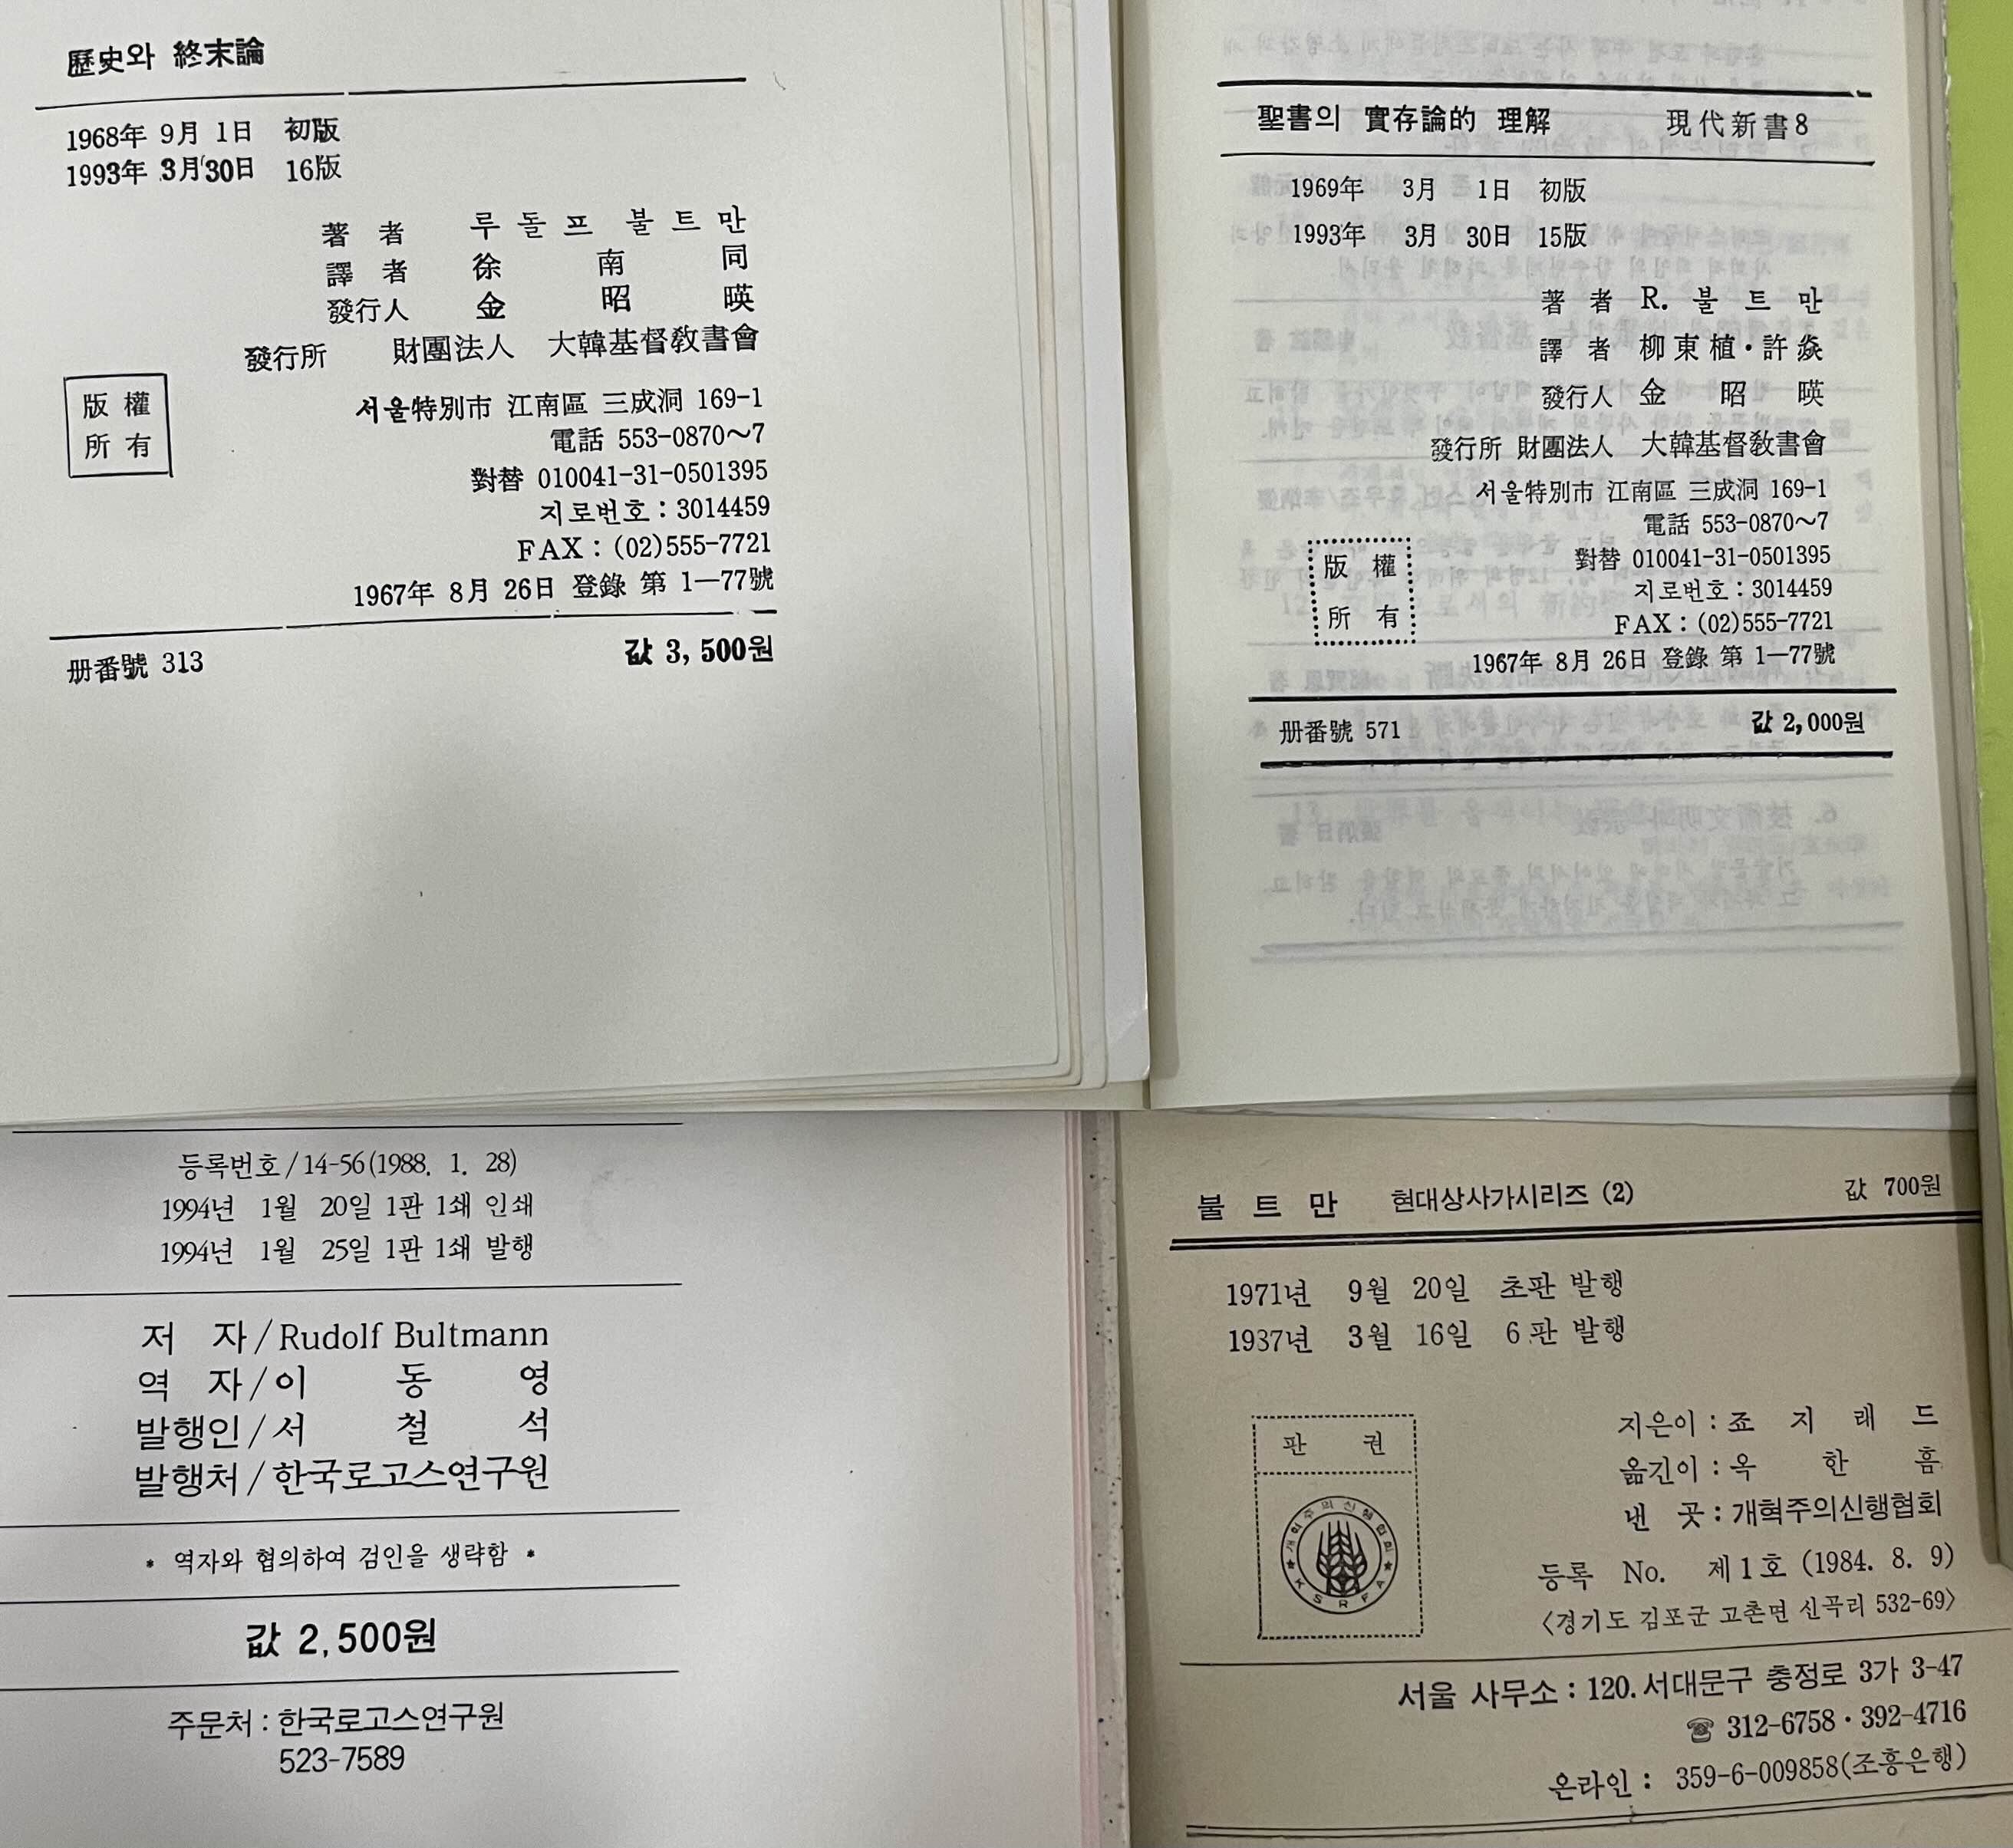 歷史와 終末論
1968年 9月 1日 初版
1993年 3月 30日 16版
著者 루돌프 불트만
譯者 徐南同
發行人 金昭暎
發行所 財團法人 大韓基督敎書會
版權
所有
서울特別市 江南區 三成洞 169-1
電話 553-0870～7
對替 010041-31-0501395
지로번호 : 3014459
FAX : (02)555-7721
1967年 8月 26日 登錄 第 1—77號
册番號 313 값 3,500원
聖書의 實存論的 理解 現代新書8
1969年 3月 1日 初版
1993年 3月 30日 15版
著者 R. 불트만
譯者 柳東植·許焱
發行人 金昭暎
發行所 財團法人 大韓基督敎書會
서울特別市 江南區 三成洞 169-1
電話 553-0870～7
對替 010041-31-0501395
版權
所有
지로번호 : 3014459
FAX : (02)555-7721
1967年 8月 26日 登錄 第 1—77號
册番號 571 값 2,000원
등록번호/14-56(1988. 1. 28)
1994년 1월 20일 1판 1쇄 인쇄
1994년 1월 25일 1판 1쇄 발행
저 자/Rudolf Bultmann
역 자/이동영
발행인/서철석
발행처/한국로고스연구원
* 역자와 협의하여 검인을 생략함 *
값 2,500원
주문처 : 한국로고스연구원
523-7589
불트만 현대상사가시리즈 (2) 값 700원
1971년 9월 20일 초판 발행
1937년 3월 16일 6판 발행
판권
개혁주의신행협회
KSRFA
지은이 : 죠지래드
옮긴이 : 옥한흠
낸 곳 : 개혁주의신행협회
등록 No. 제1호 (1984. 8. 9)
〈경기도 김포군 고촌면 신곡리 532-69〉
서울 사무소 : 120. 서대문구 충정로 3가 3-47
☎ 312-6758 · 392-4716
온라인 : 359-6-009858(조흥은행)